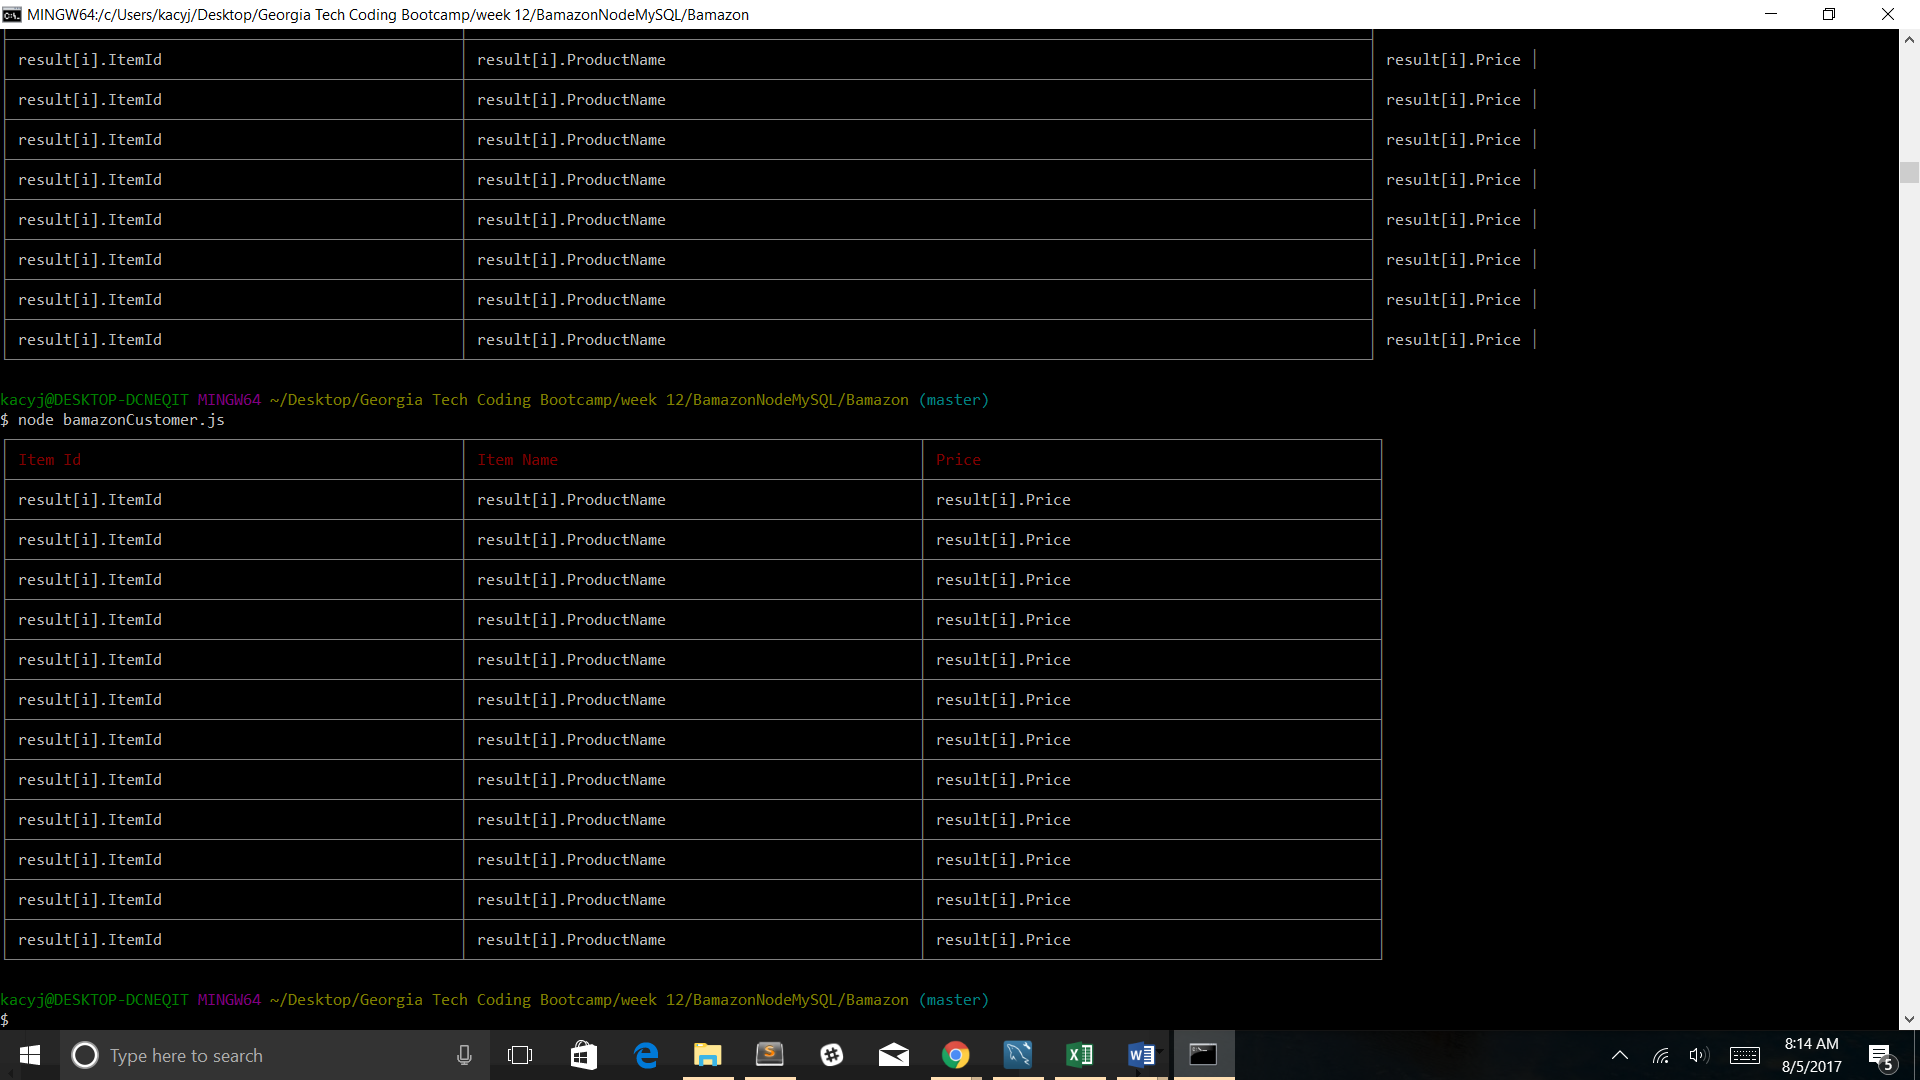 MINGW64:/c/Users/kacyj/Desktop/Georgia Tech Coding Bootcamp/week 12/BamazonNodeMySQL/Bamazon
result[i].ItemId result[i].ProductName result[i].Price
result[i].ItemId result[i].ProductName result[i].Price
result[i].ItemId result[i].ProductName result[i].Price
result[i].ItemId result[i].ProductName result[i].Price
result[i].ItemId result[i].ProductName result[i].Price
result[i].ItemId result[i].ProductName result[i].Price
result[i].ItemId result[i].ProductName result[i].Price
result[i].ItemId result[i].ProductName result[i].Price
kacyj@DESKTOP-DCNEQIT MINGW64 ~/Desktop/Georgia Tech Coding Bootcamp/week 12/BamazonNodeMySQL/Bamazon (master)
$ node bamazonCustomer.js
Item Id Item Name Price
result[i].ItemId result[i].ProductName result[i].Price
result[i].ItemId result[i].ProductName result[i].Price
result[i].ItemId result[i].ProductName result[i].Price
result[i].ItemId result[i].ProductName result[i].Price
result[i].ItemId result[i].ProductName result[i].Price
result[i].ItemId result[i].ProductName result[i].Price
result[i].ItemId result[i].ProductName result[i].Price
result[i].ItemId result[i].ProductName result[i].Price
result[i].ItemId result[i].ProductName result[i].Price
result[i].ItemId result[i].ProductName result[i].Price
result[i].ItemId result[i].ProductName result[i].Price
result[i].ItemId result[i].ProductName result[i].Price
kacyj@DESKTOP-DCNEQIT MINGW64 ~/Desktop/Georgia Tech Coding Bootcamp/week 12/BamazonNodeMySQL/Bamazon (master)
$
Type here to search
8:14 AM
8/5/2017
5